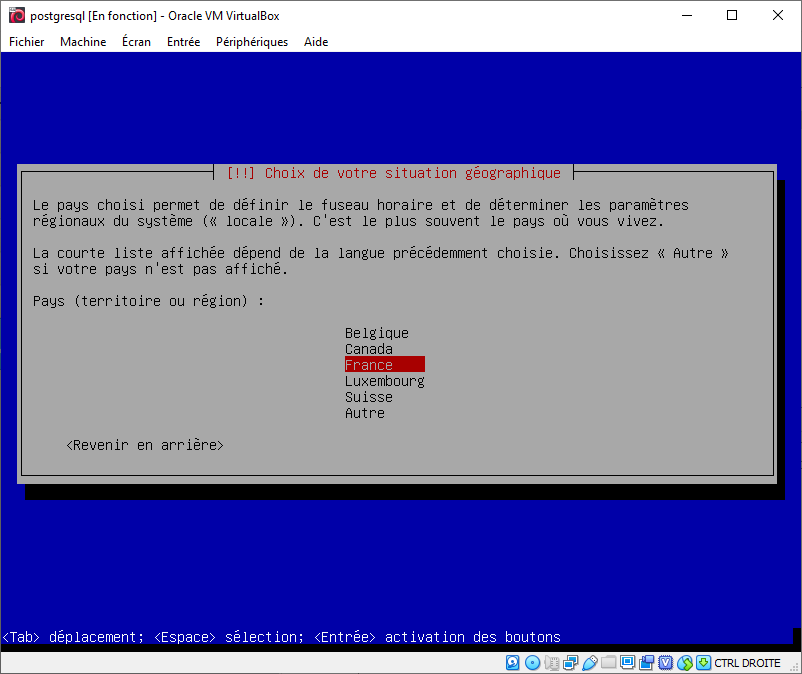 postgresql [En fonction] - Oracle VM VirtualBox
Fichier Machine Écran Entrée Périphériques Aide
[!!] Choix de votre situation géographique
Le pays choisi permet de définir le fuseau horaire et de déterminer les paramètres
régionaux du système (« locale »). C'est le plus souvent le pays où vous vivez.
La courte liste affichée dépend de la langue précédemment choisie. Choisissez « Autre »
si votre pays n'est pas affiché.
Pays (territoire ou région) :
Belgique
Canada
France
Luxembourg
Suisse
Autre
<Revenir en arrière>
<Tab> déplacement; <Espace> sélection; <Entrée> activation des boutons
CTRL DROITE